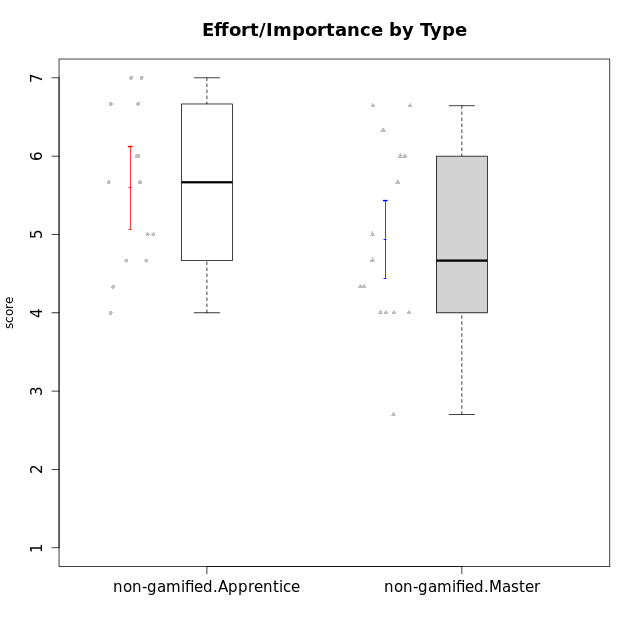 Effort/Importance by Type
7
6
5
4
3
2
1
score
non-gamified.Apprentice
non-gamified.Master